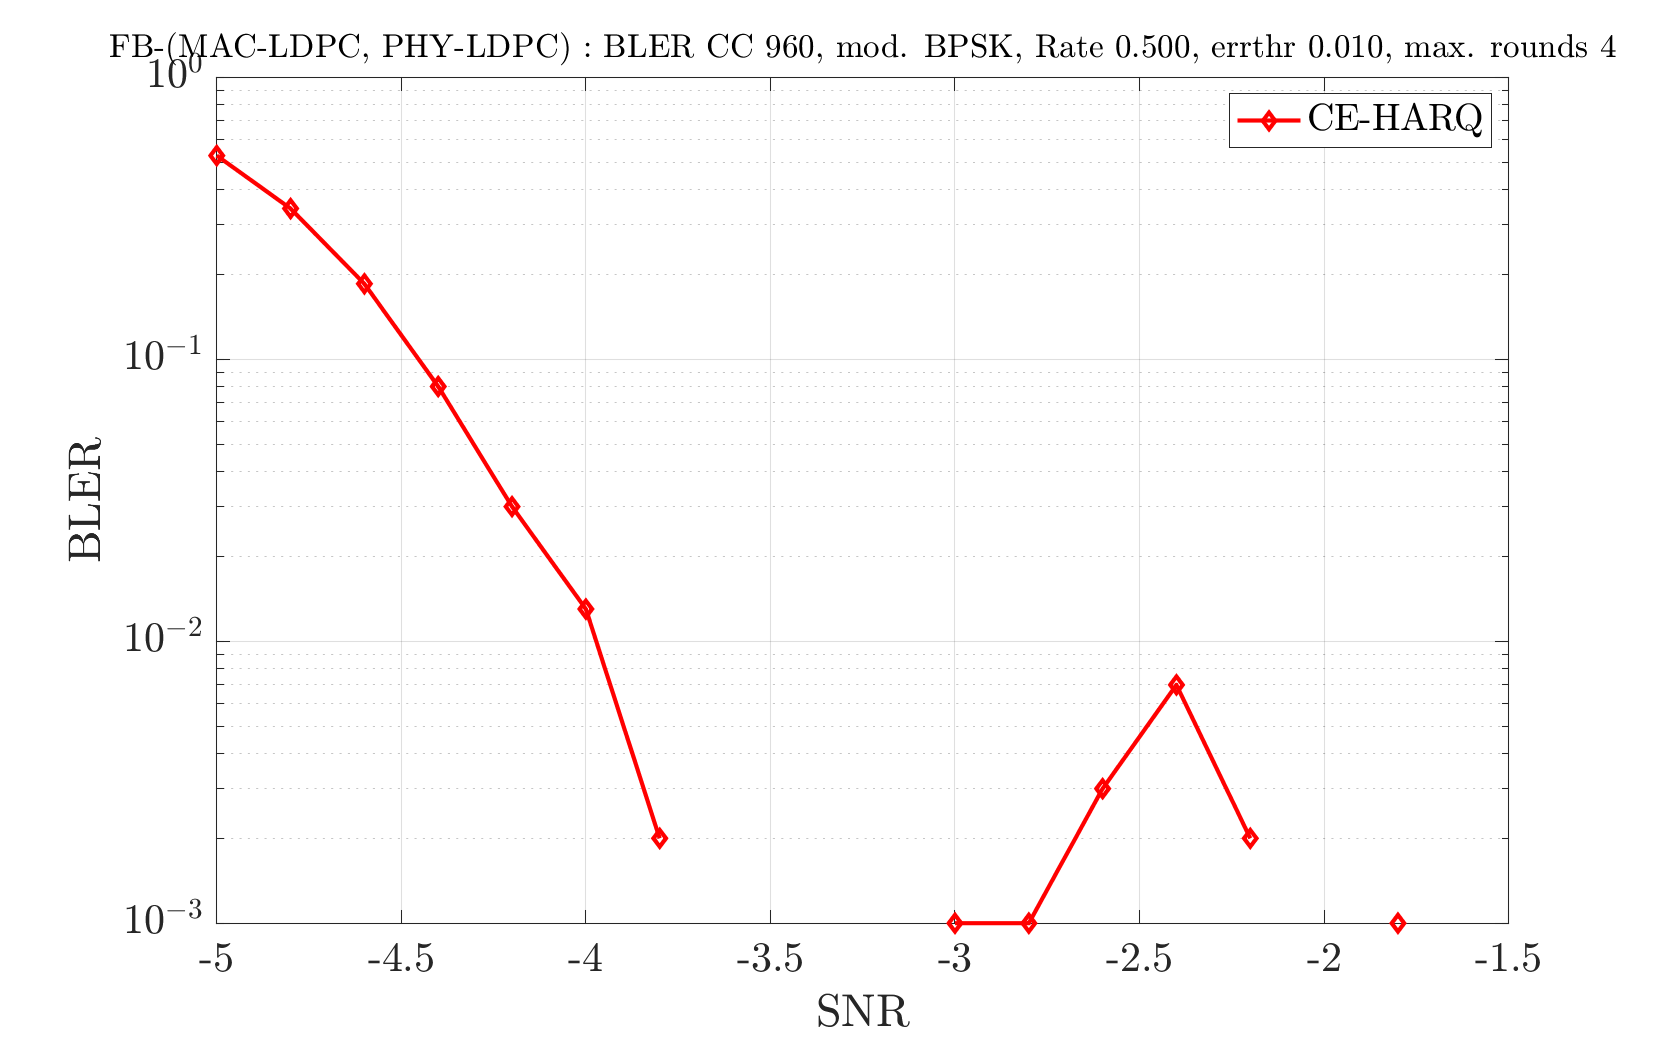 FB-(MAC-LDPC, PHY-LDPC) : BLER CC 960, mod. BPSK, Rate 0.500, errthr 0.010, max. rounds 4
10⁰
CE-HARQ
10⁻¹
BLER
10⁻²
10⁻³
-5 -4.5 -4 -3.5 -3 -2.5 -2 -1.5
SNR